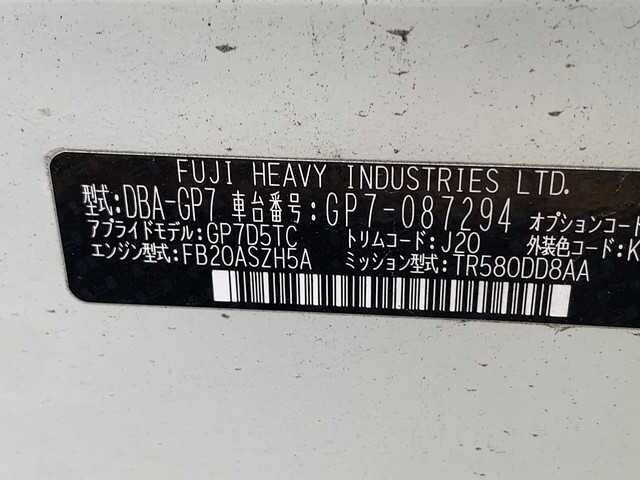 FUJI HEAVY INDUSTRIES LTD.
型式:DBA-GP7 車台番号:GP7-087294 オプションコード
アプライドモデル:GP7D5TC トリムコード:J20 外装色コード:K
エンジン型式:FB20ASZH5A ミッション型式:TR580DD8AA